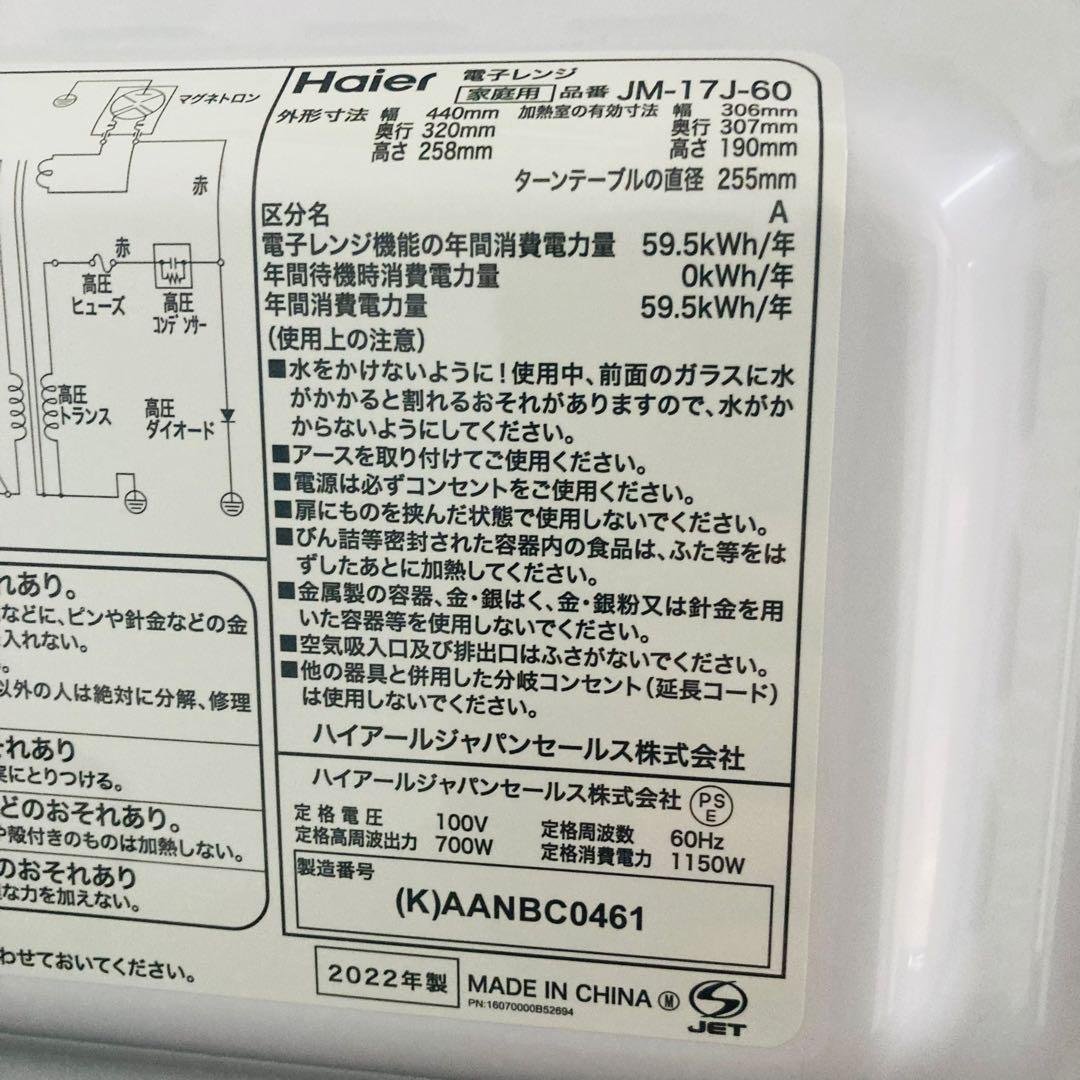 マグネトロン
赤
赤
高圧
ヒューズ
高圧
コンデンサー
高圧
トランス
高圧
ダイオード
れあり。
などに、ピンや針金などの金
入れない。
以外の人は絶対に分解、修理
それあり
実にとりつける。
どのおそれあり。
や殻付きのものは加熱しない。
のおそれあり
な力を加えない。
わせておいてください。
Haier 電子レンジ
家庭用 品番 JM-17J-60
外形寸法 幅 440mm 加熱室の有効寸法 幅 306mm
奥行 320mm 奥行 307mm
高さ 258mm 高さ 190mm
ターンテーブルの直径 255mm
区分名 A
電子レンジ機能の年間消費電力量 59.5kWh/年
年間待機時消費電力量 0kWh/年
年間消費電力量 59.5kWh/年
(使用上の注意)
■水をかけないように!使用中、前面のガラスに水
がかかると割れるおそれがありますので、水がか
からないようにしてください。
■アースを取り付けてご使用ください。
■電源は必ずコンセントをご使用ください。
■扉にものを挟んだ状態で使用しないでください。
■びん詰等密封された容器内の食品は、ふた等をは
ずしたあとに加熱してください。
■金属製の容器、金・銀はく、金・銀粉又は針金を用
いた容器等を使用しないでください。
■空気吸入口及び排出口はふさがないでください。
■他の器具と併用した分岐コンセント(延長コード)
は使用しないでください。
ハイアールジャパンセールス株式会社
ハイアールジャパンセールス株式会社 PSE
定格電圧 100V 定格周波数 60Hz
定格高周波出力 700W 定格消費電力 1150W
製造番号
(K)AANBC0461
2022年製 MADE IN CHINA Ⓜ
PN:16070000B52694
JET